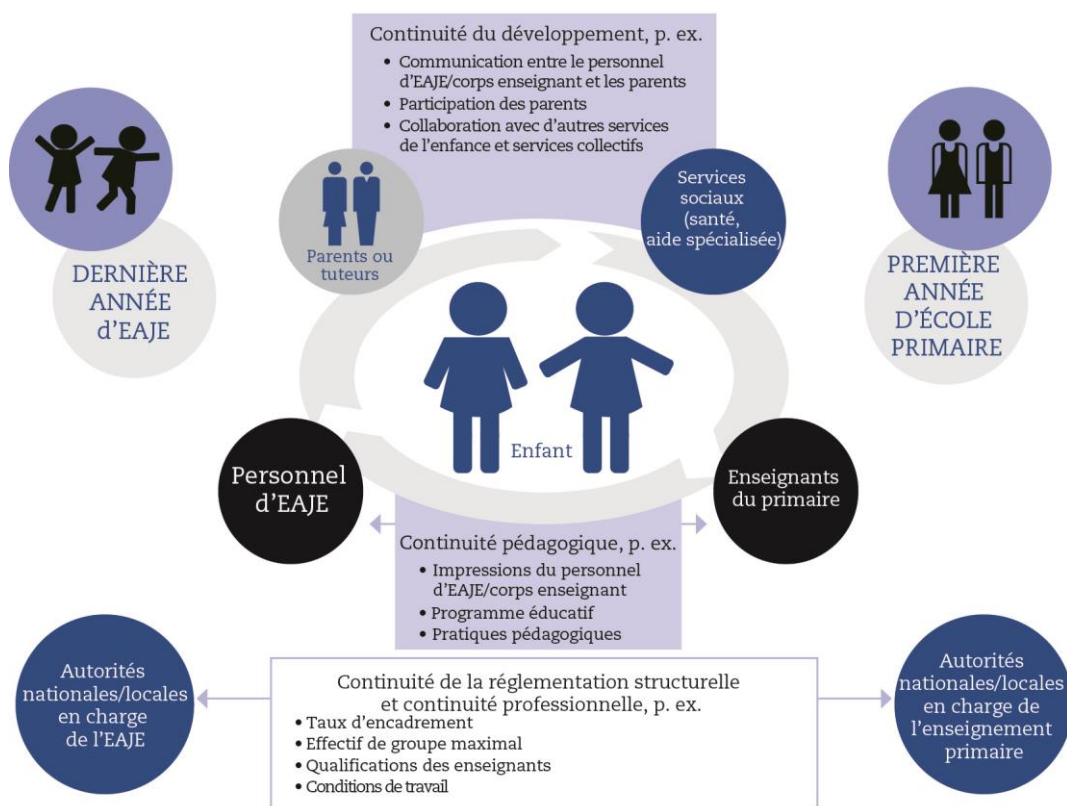 Continuité du développement, p. ex.
• Communication entre le personnel
d'EAJE/corps enseignant et les parents
• Participation des parents
• Collaboration avec d'autres services
de l'enfance et services collectifs
DERNIÈRE
ANNÉE
d'EAJE
Parents ou
tuteurs
Services
sociaux
(santé,
aide spécialisée)
PREMIÈRE
ANNÉE
D'ÉCOLE
PRIMAIRE
Enfant
Personnel
d'EAJE
Enseignants
du primaire
Continuité pédagogique, p. ex.
• Impressions du personnel
d'EAJE/corps enseignant
• Programme éducatif
• Pratiques pédagogiques
Autorités
nationales/locales
en charge
de l'EAJE
Continuité de la réglementation structurelle
et continuité professionnelle, p. ex.
• Taux d'encadrement
• Effectif de groupe maximal
• Qualifications des enseignants
• Conditions de travail
Autorités
nationales/locales
en charge de
l'enseignement
primaire